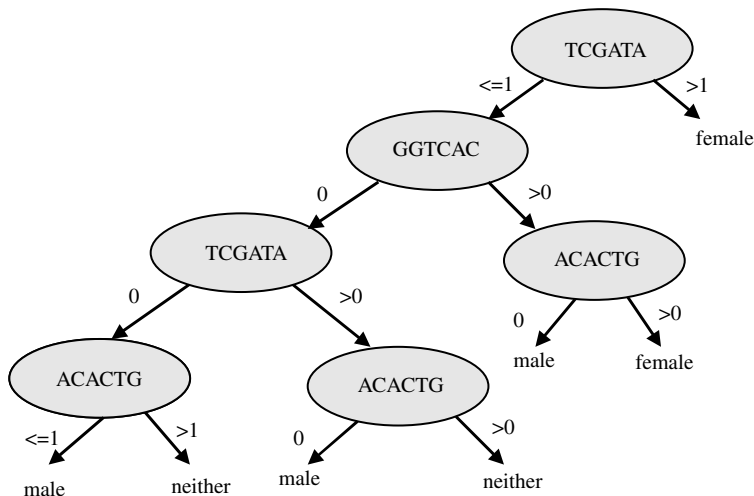 TCGATA
<=1
>1
female
GGTCAC
0
>0
TCGATA
ACACTG
0
>0
0
>0
male
female
ACACTG
ACACTG
<=1
>1
0
>0
male
neither
male
neither